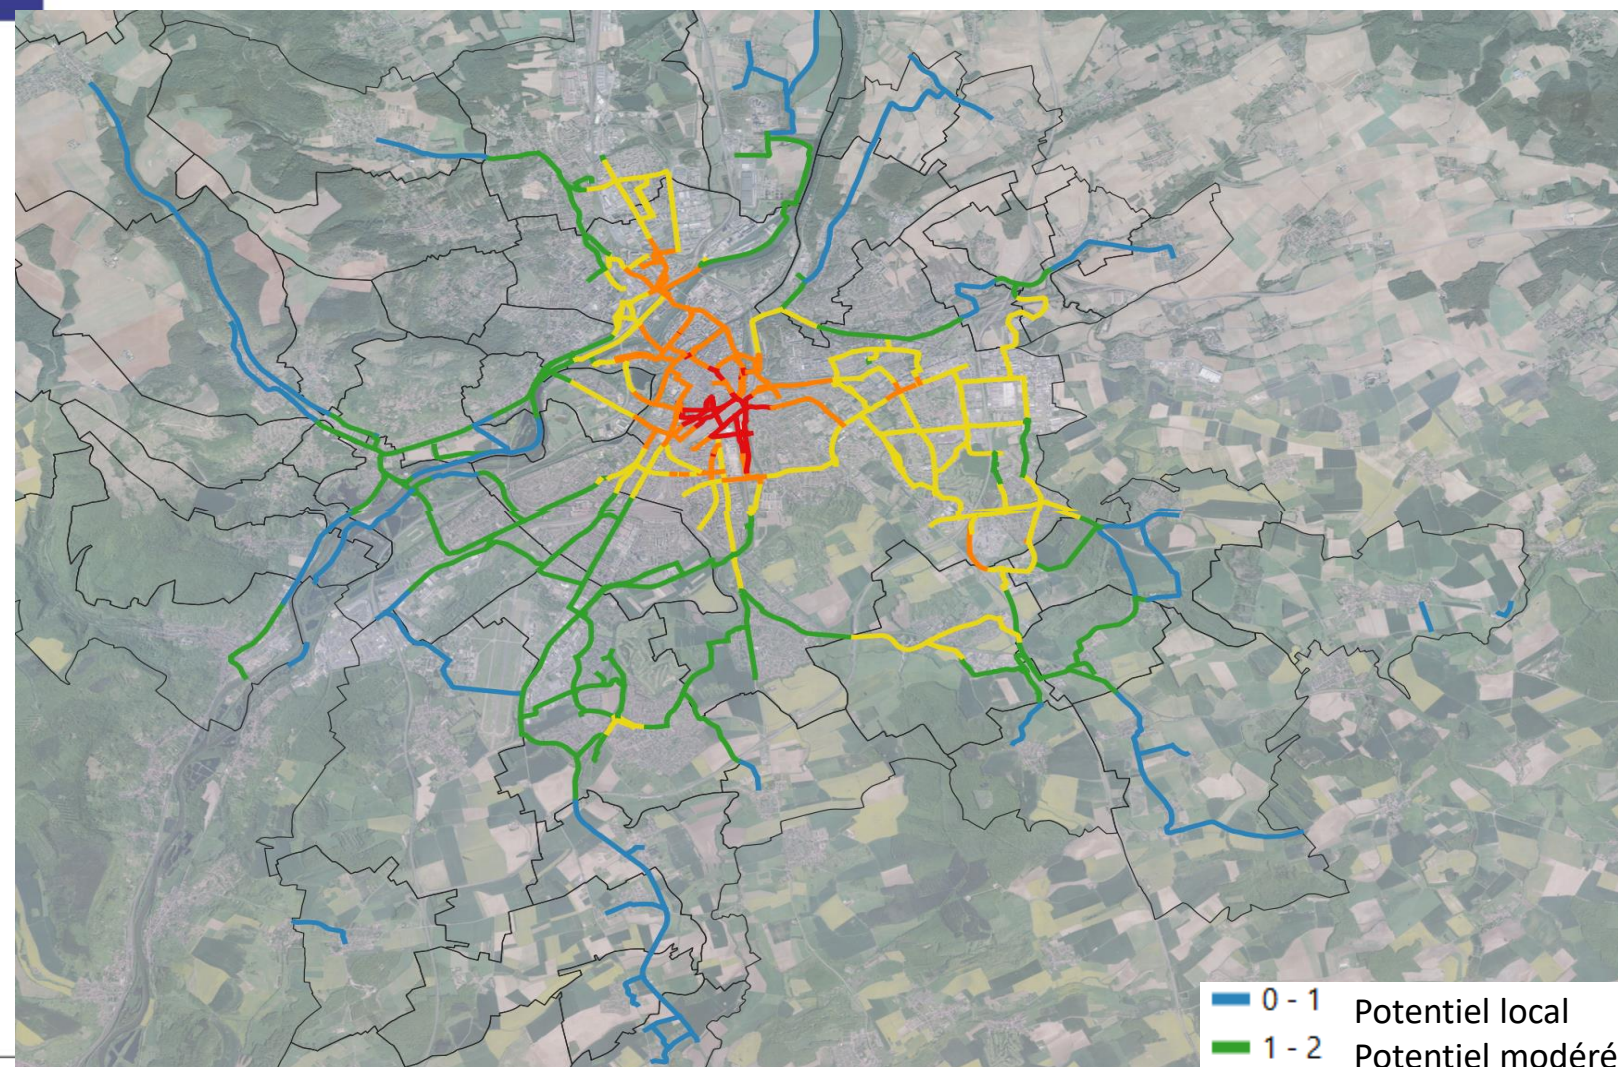 0 - 1 Potentiel local
1 - 2 Potentiel modéré